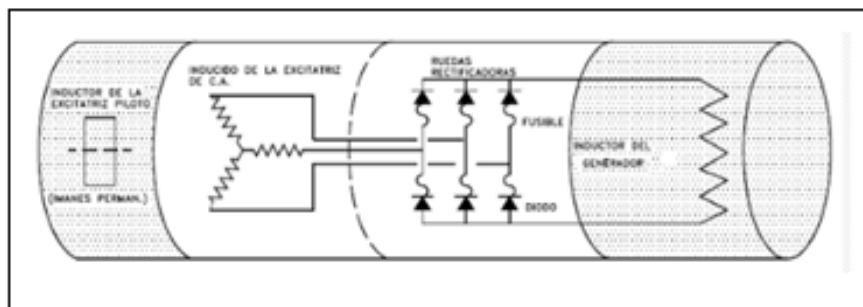 INDUCTOR DE LA
EXCITATRIZ PILOTO
(IMANES PERMAN.)
INDUCIDO DE LA EXCITATRIZ
DE C.A.
RUEDAS
RECTIFICADORAS
FUSIBLE
DIODO
INDUCTOR DEL
GENERADOR